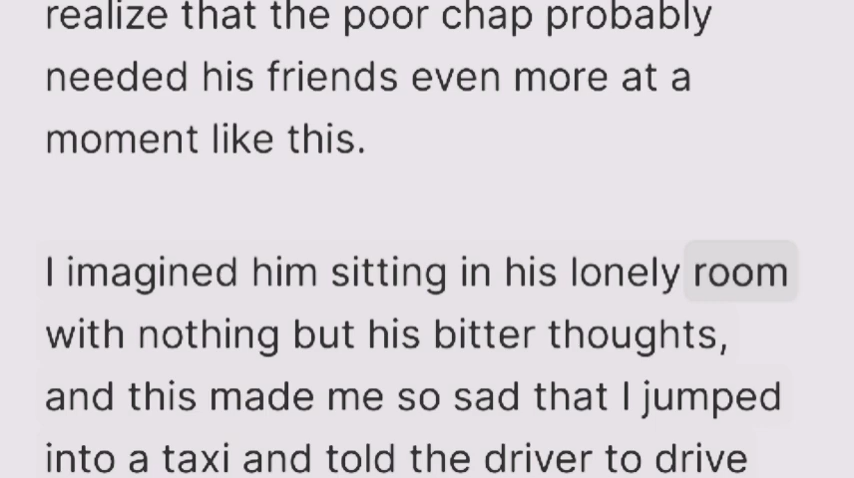 realize that the poor chap probably
needed his friends even more at a
moment like this.
I imagined him sitting in his lonely room
with nothing but his bitter thoughts,
and this made me so sad that I jumped
into a taxi and told the driver to drive